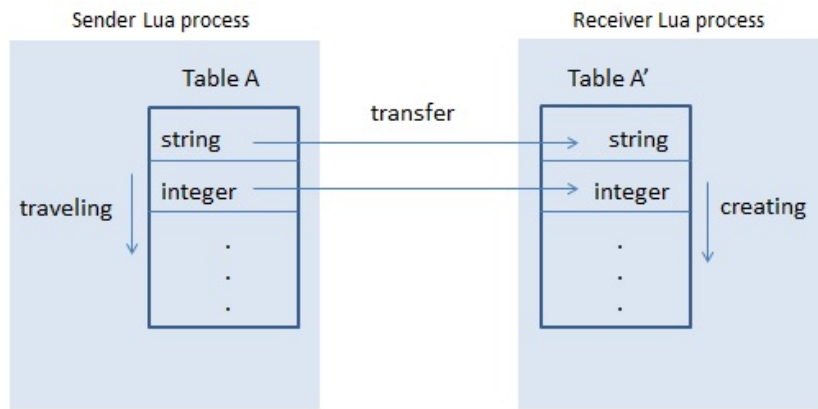 Sender Lua process
Receiver Lua process
Table A
Table A’
transfer
string
string
integer
integer
traveling
creating
.
.
.
.
.
.